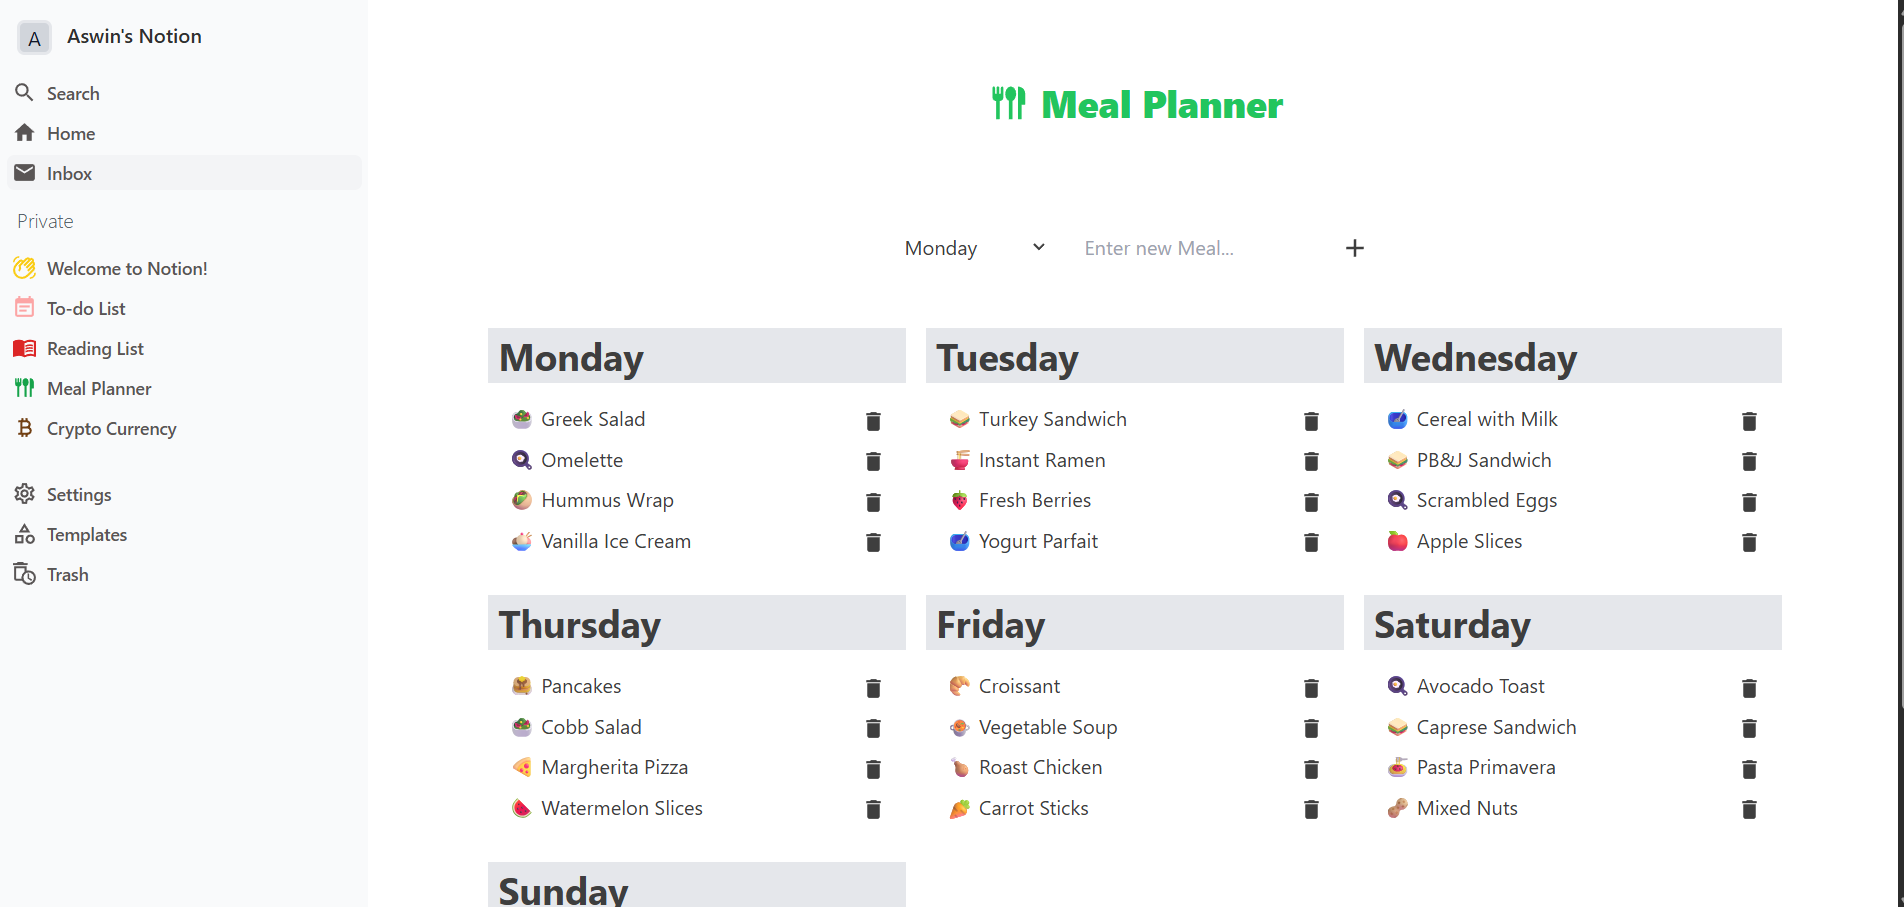 A Aswin's Notion
Search
Home
Inbox
Private
Welcome to Notion!
To-do List
Reading List
Meal Planner
Crypto Currency
Settings
Templates
Trash
Meal Planner
Monday Enter new Meal...
Monday
Greek Salad
Omelette
Hummus Wrap
Vanilla Ice Cream
Tuesday
Turkey Sandwich
Instant Ramen
Fresh Berries
Yogurt Parfait
Wednesday
Cereal with Milk
PB&J Sandwich
Scrambled Eggs
Apple Slices
Thursday
Pancakes
Cobb Salad
Margherita Pizza
Watermelon Slices
Friday
Croissant
Vegetable Soup
Roast Chicken
Carrot Sticks
Saturday
Avocado Toast
Caprese Sandwich
Pasta Primavera
Mixed Nuts
Sunday